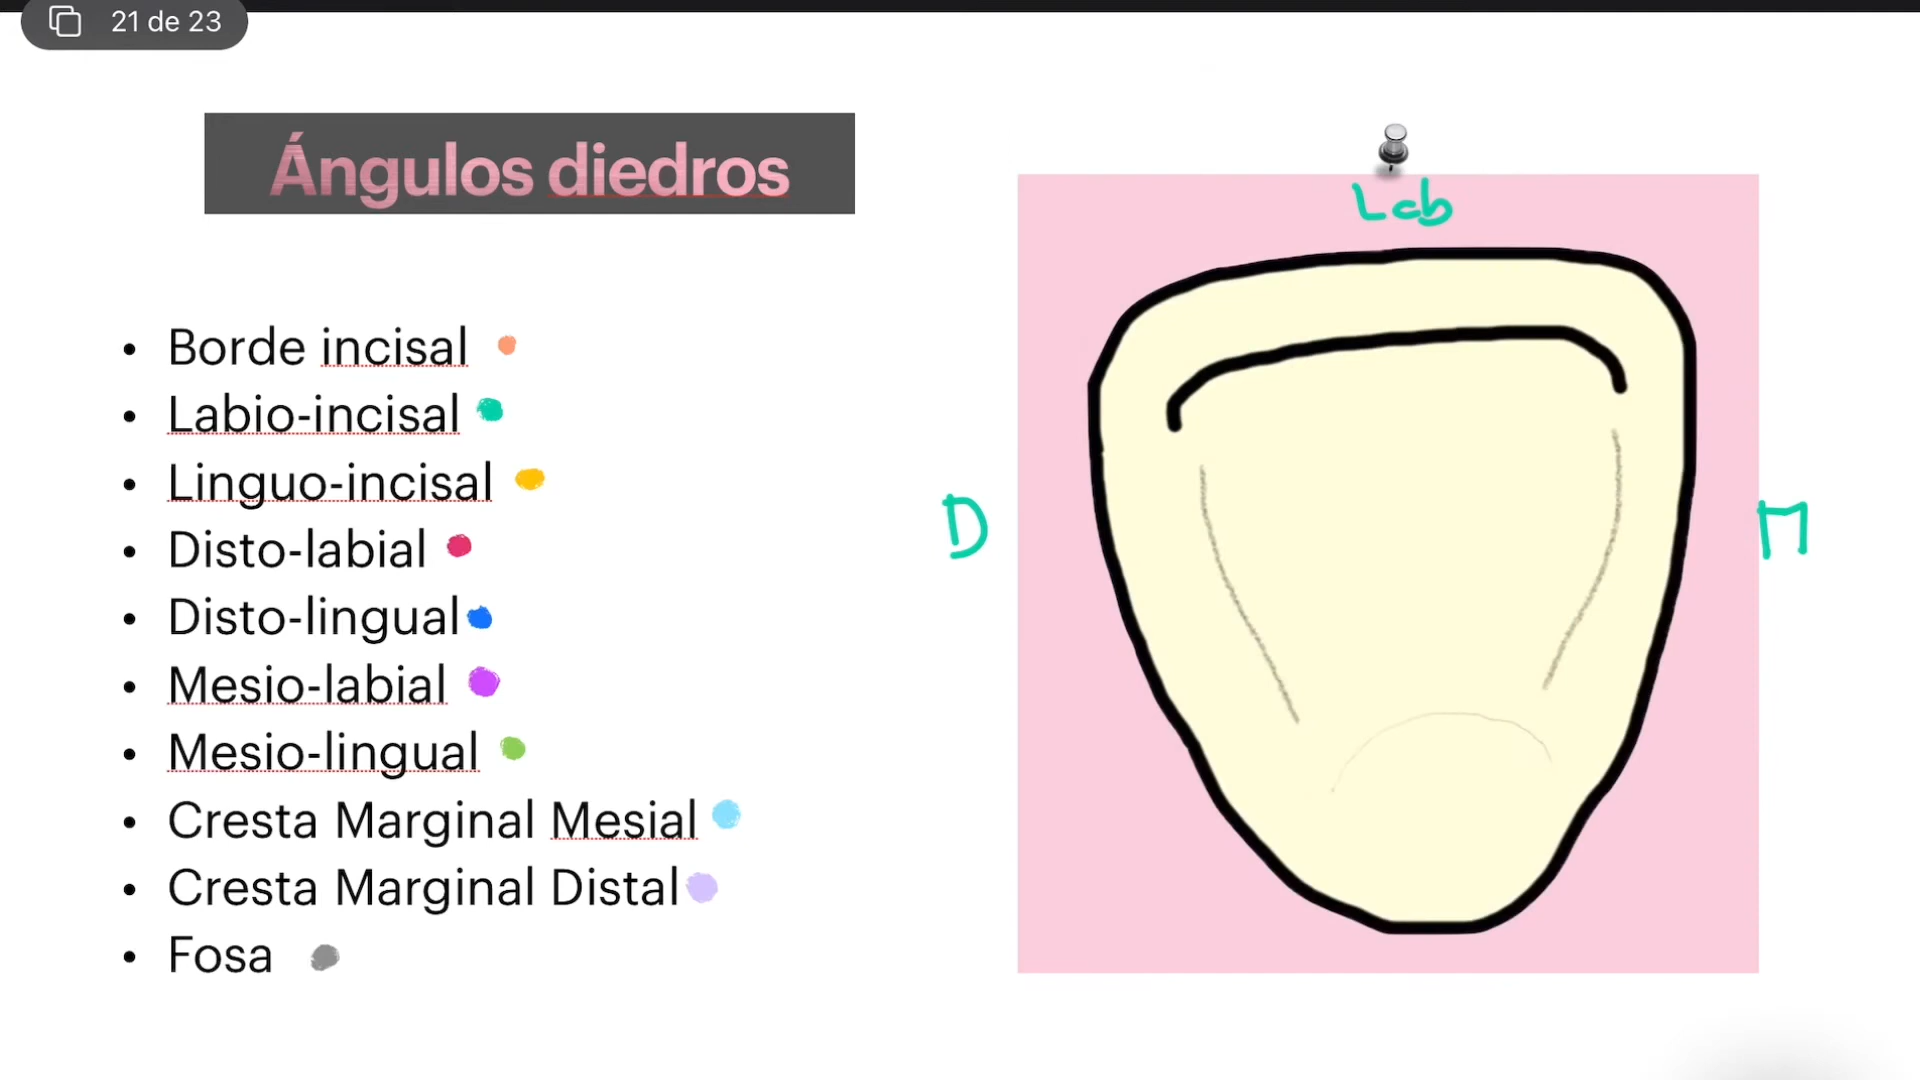 21 de 23
Ángulos diedros
Lab
• Borde incisal
• Labio-incisal
• Linguo-incisal
D
M
• Disto-labial
• Disto-lingual
• Mesio-labial
• Mesio-lingual
• Cresta Marginal Mesial
• Cresta Marginal Distal
• Fosa